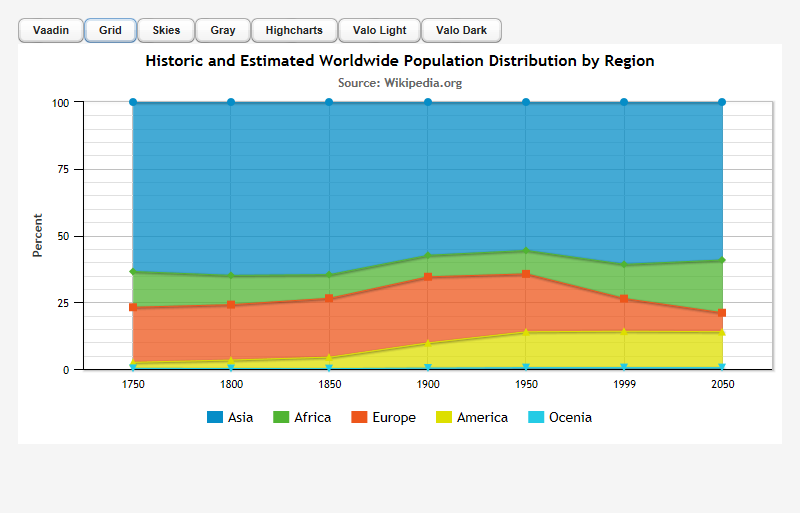 Vaadin Grid Skies Gray Highcharts Valo Light Valo Dark
Historic and Estimated Worldwide Population Distribution by Region
Source: Wikipedia.org
Percent
100
75
50
25
0
1750 1800 1850 1900 1950 1999 2050
Asia Africa Europe America Ocenia